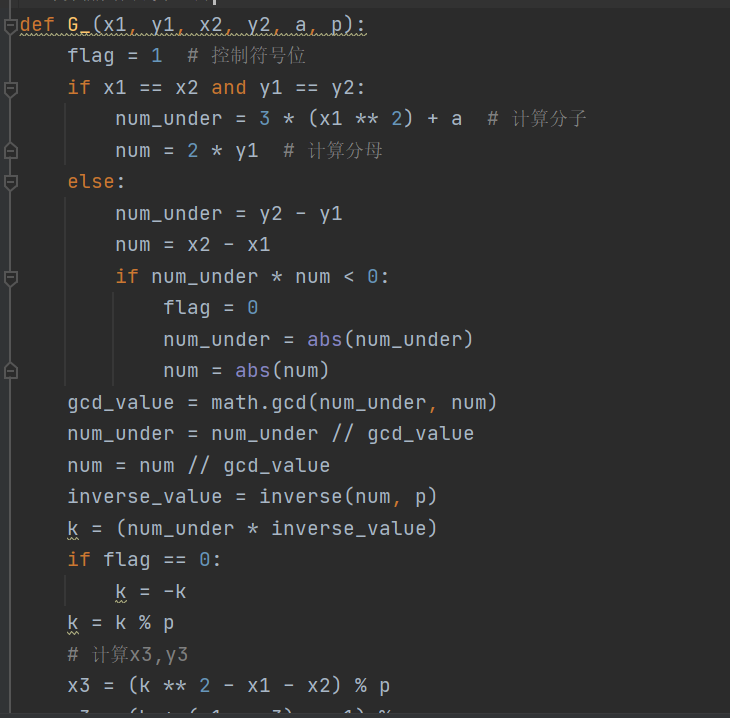 def G_(x1, y1, x2, y2, a, p):
    flag = 1  # 控制符号位
    if x1 == x2 and y1 == y2:
        num_under = 3 * (x1 ** 2) + a  # 计算分子
        num = 2 * y1  # 计算分母
    else:
        num_under = y2 - y1
        num = x2 - x1
        if num_under * num < 0:
            flag = 0
            num_under = abs(num_under)
            num = abs(num)
    gcd_value = math.gcd(num_under, num)
    num_under = num_under // gcd_value
    num = num // gcd_value
    inverse_value = inverse(num, p)
    k = (num_under * inverse_value)
    if flag == 0:
        k = -k
    k = k % p
    # 计算x3,y3
    x3 = (k ** 2 - x1 - x2) % p